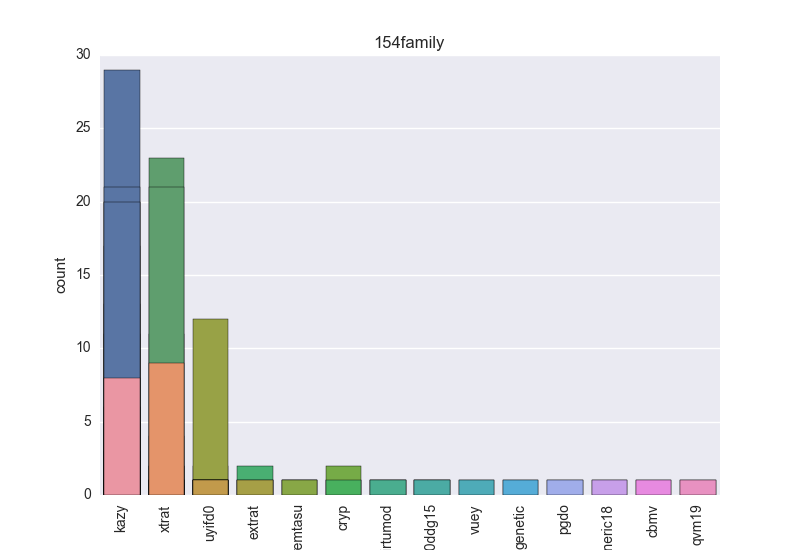 154family
30
25
20
15
10
5
0
count
kazy
xtrat
uyifd0
extrat
emtasu
cryp
rtumod
0ddg15
vuey
genetic
pgdo
neric18
cbmv
qvm19